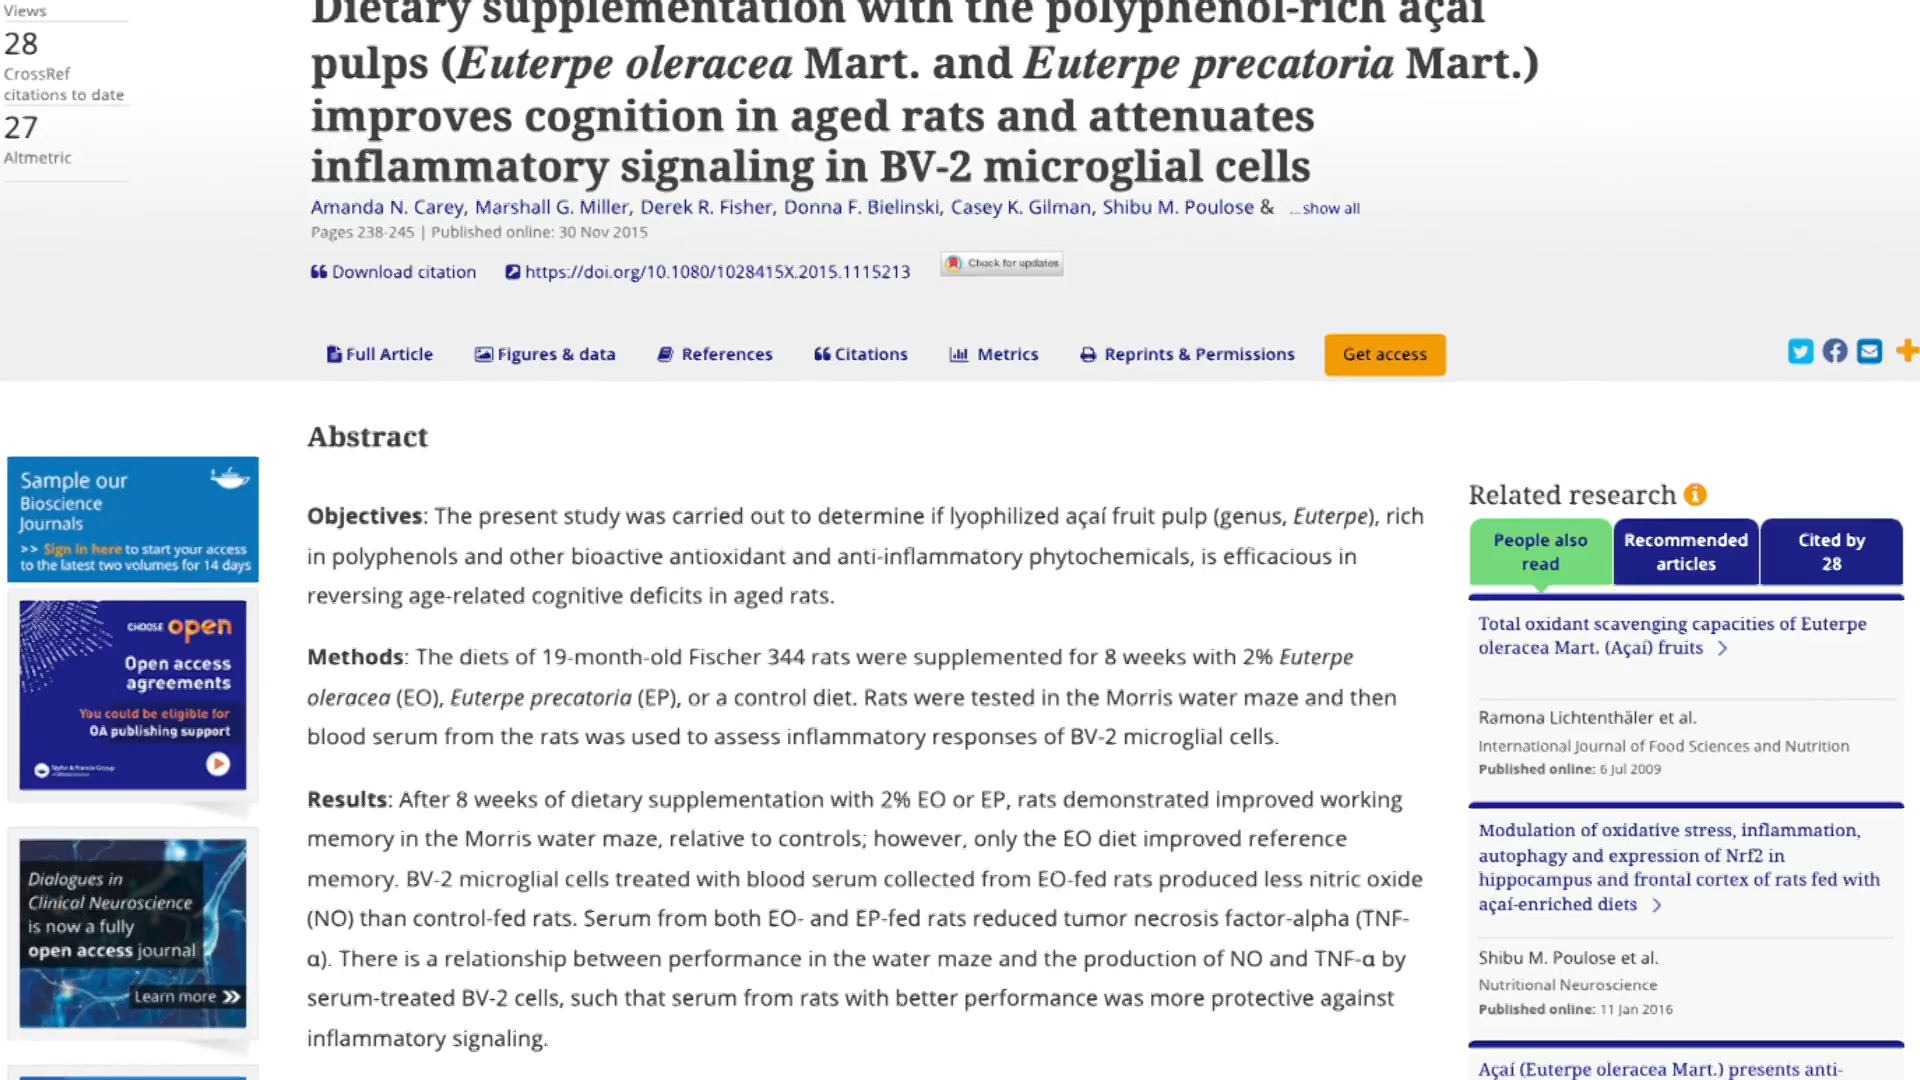 Views
28
CrossRef
citations to date
27
Altmetric
Dietary supplementation with the polyphenol-rich açaí
pulps (Euterpe oleracea Mart. and Euterpe precatoria Mart.)
improves cognition in aged rats and attenuates
inflammatory signaling in BV-2 microglial cells
Amanda N. Carey, Marshall G. Miller, Derek R. Fisher, Donna F. Bielinski, Casey K. Gilman, Shibu M. Poulose & ...show all
Pages 238-245 | Published online: 30 Nov 2015
Download citation https://doi.org/10.1080/1028415X.2015.1115213 Check for updates
Full Article Figures & data References Citations Metrics Reprints & Permissions Get access
Sample our
Bioscience
Journals
>> Sign in here to start your access
to the latest two volumes for 14 days
CHOOSE open
Open access
agreements
You could be eligible for
OA publishing support
Taylor & Francis Group
Dialogues in
Clinical Neuroscience
is now a fully
open access journal
Learn more
Abstract
Objectives: The present study was carried out to determine if lyophilized açaí fruit pulp (genus, Euterpe), rich
in polyphenols and other bioactive antioxidant and anti-inflammatory phytochemicals, is efficacious in
reversing age-related cognitive deficits in aged rats.
Methods: The diets of 19-month-old Fischer 344 rats were supplemented for 8 weeks with 2% Euterpe
oleracea (EO), Euterpe precatoria (EP), or a control diet. Rats were tested in the Morris water maze and then
blood serum from the rats was used to assess inflammatory responses of BV-2 microglial cells.
Results: After 8 weeks of dietary supplementation with 2% EO or EP, rats demonstrated improved working
memory in the Morris water maze, relative to controls; however, only the EO diet improved reference
memory. BV-2 microglial cells treated with blood serum collected from EO-fed rats produced less nitric oxide
(NO) than control-fed rats. Serum from both EO- and EP-fed rats reduced tumor necrosis factor-alpha (TNF-
α). There is a relationship between performance in the water maze and the production of NO and TNF-α by
serum-treated BV-2 cells, such that serum from rats with better performance was more protective against
inflammatory signaling.
Related research
People also
read
Recommended
articles
Cited by
28
Total oxidant scavenging capacities of Euterpe
oleracea Mart. (Açaí) fruits
Ramona Lichtenthäler et al.
International Journal of Food Sciences and Nutrition
Published online: 6 Jul 2009
Modulation of oxidative stress, inflammation,
autophagy and expression of Nrf2 in
hippocampus and frontal cortex of rats fed with
açaí-enriched diets
Shibu M. Poulose et al.
Nutritional Neuroscience
Published online: 11 Jan 2016
Açaí (Euterpe oleracea Mart.) presents anti-